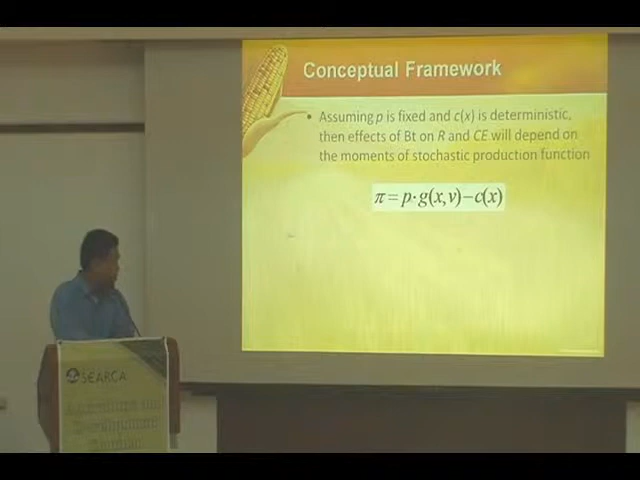 Conceptual Framework
• Assuming p is fixed and c(x) is deterministic,
then effects of Bt on R and CE will depend on
the moments of stochastic production function
π = p·g(x,v)−c(x)
SEARCA